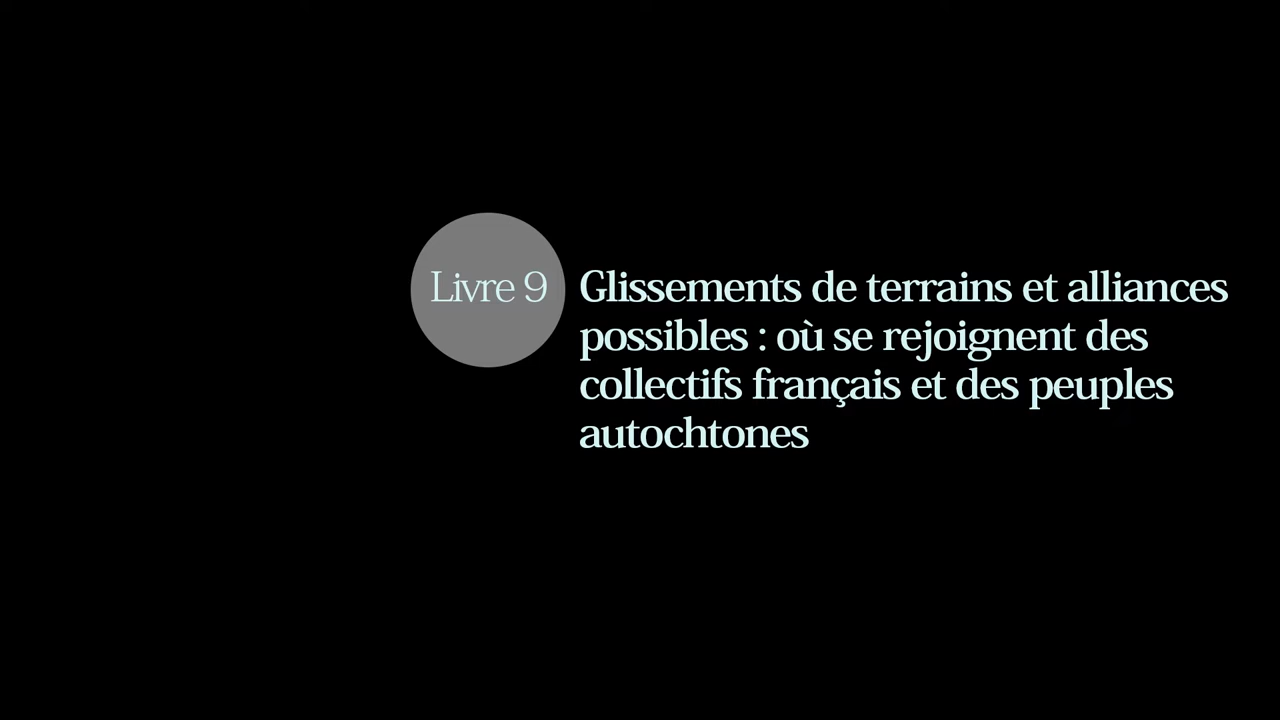 Livre 9
Glissements de terrains et alliances
possibles : où se rejoignent des
collectifs français et des peuples
autochtones